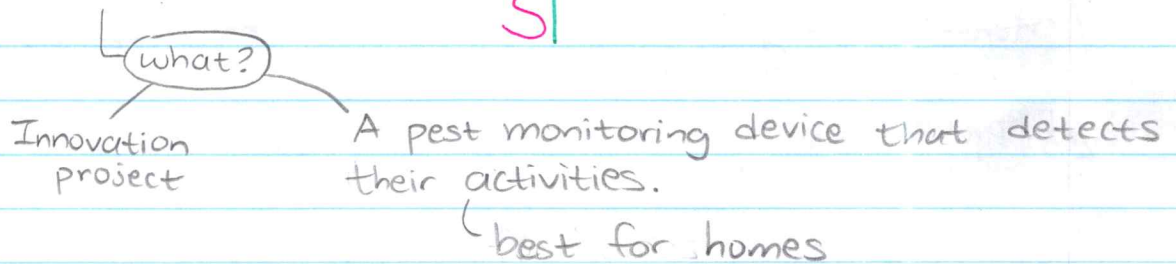 what?
Innovation
project
A pest monitoring device that detects
their activities.
best for homes